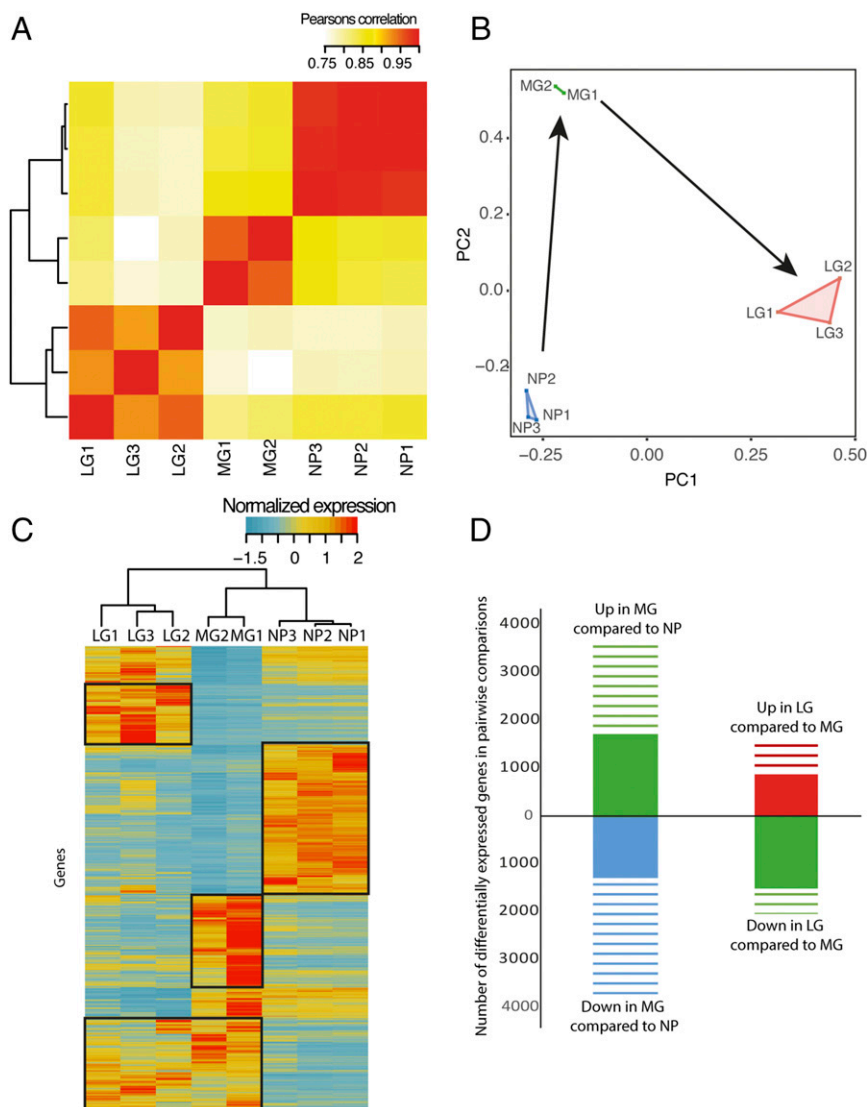 A
Pearsons correlation
0.75 0.85 0.95
LG1 LG3 LG2 MG1 MG2 NP3 NP2 NP1
B
MG2 MG1
0.4
0.2
0.0
−0.2
PC2
LG2
LG1
LG3
NP2
NP1
NP3
−0.25 0.00 0.25 0.50
PC1
C
Normalized expression
−1.5 0 1 2
LG1 LG3 LG2 MG2 MG1 NP3 NP2 NP1
Genes
D
Number of differentially expressed genes in pairwise comparisons
4000
3000
2000
1000
0
1000
2000
3000
4000
Up in MG
compared to NP
Up in LG
compared to MG
Down in LG
compared to MG
Down in MG
compared to NP